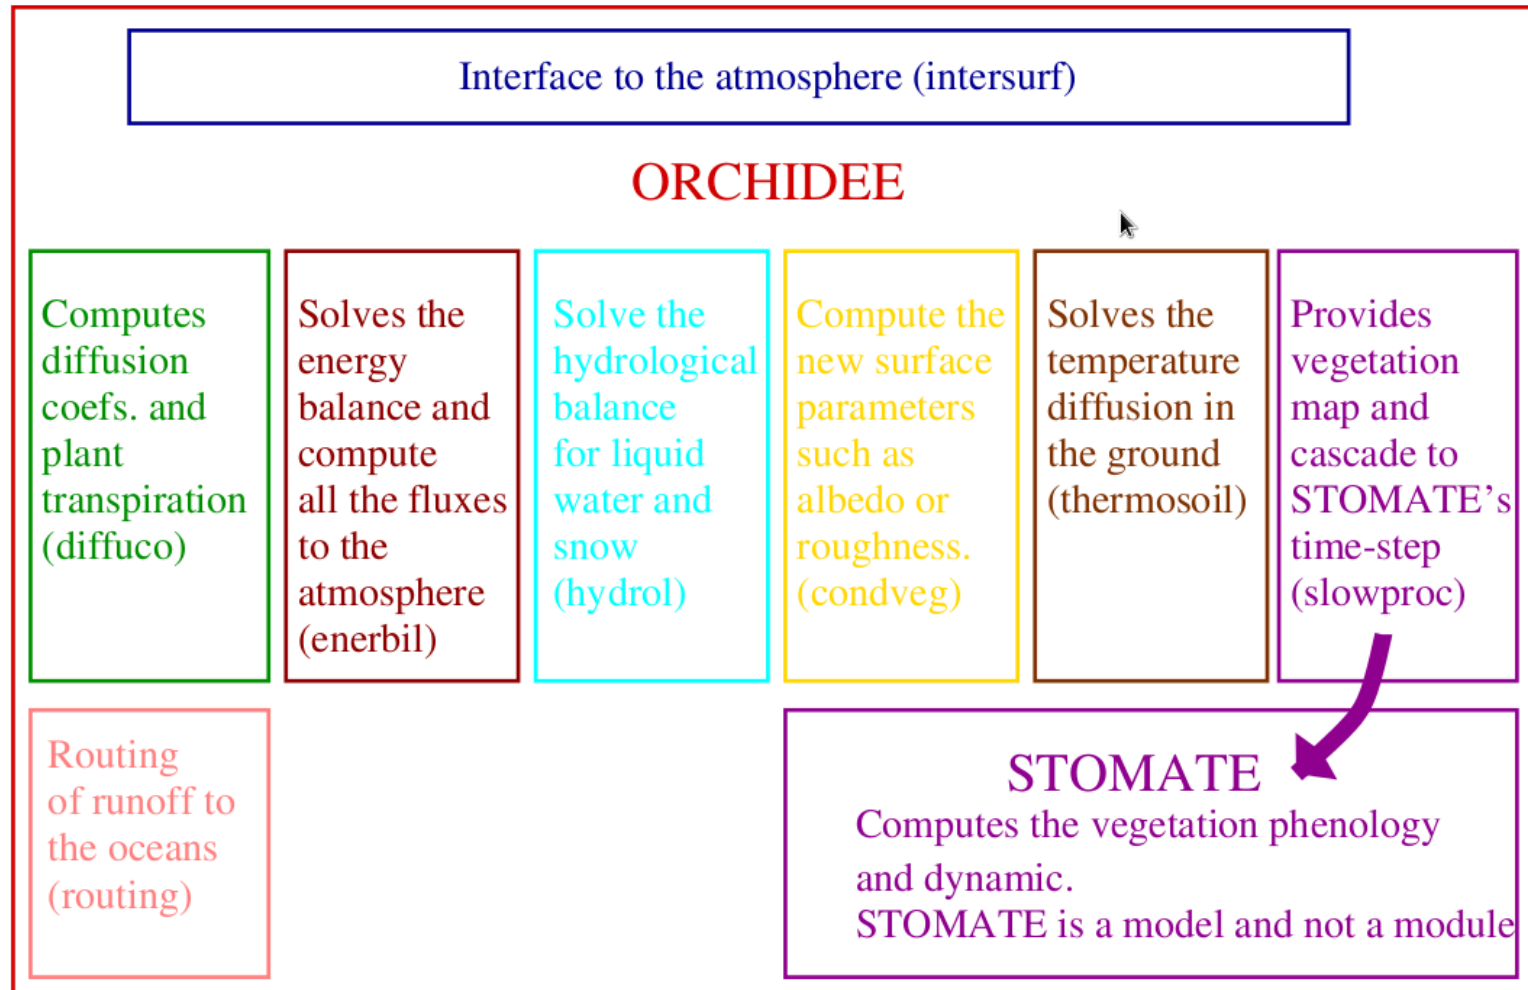 Interface to the atmosphere (intersurf)
ORCHIDEE
Computes
diffusion
coefs. and
plant
transpiration
(diffuco)
Solves the
energy
balance and
compute
all the fluxes
to the
atmosphere
(enerbil)
Solve the
hydrological
balance
for liquid
water and
snow
(hydrol)
Compute the
new surface
parameters
such as
albedo or
roughness.
(condveg)
Solves the
temperature
diffusion in
the ground
(thermosoil)
Provides
vegetation
map and
cascade to
STOMATE's
time-step
(slowproc)
Routing
of runoff to
the oceans
(routing)
STOMATE
Computes the vegetation phenology
and dynamic.
STOMATE is a model and not a module